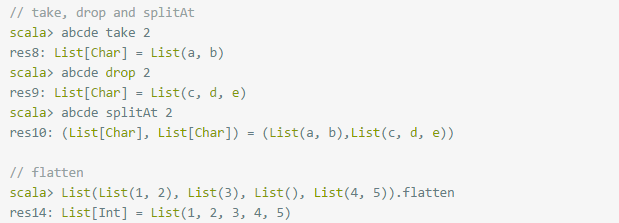 // take, drop and splitAt
scala> abcde take 2
res8: List[Char] = List(a, b)
scala> abcde drop 2
res9: List[Char] = List(c, d, e)
scala> abcde splitAt 2
res10: (List[Char], List[Char]) = (List(a, b),List(c, d, e))
// flatten
scala> List(List(1, 2), List(3), List(), List(4, 5)).flatten
res14: List[Int] = List(1, 2, 3, 4, 5)